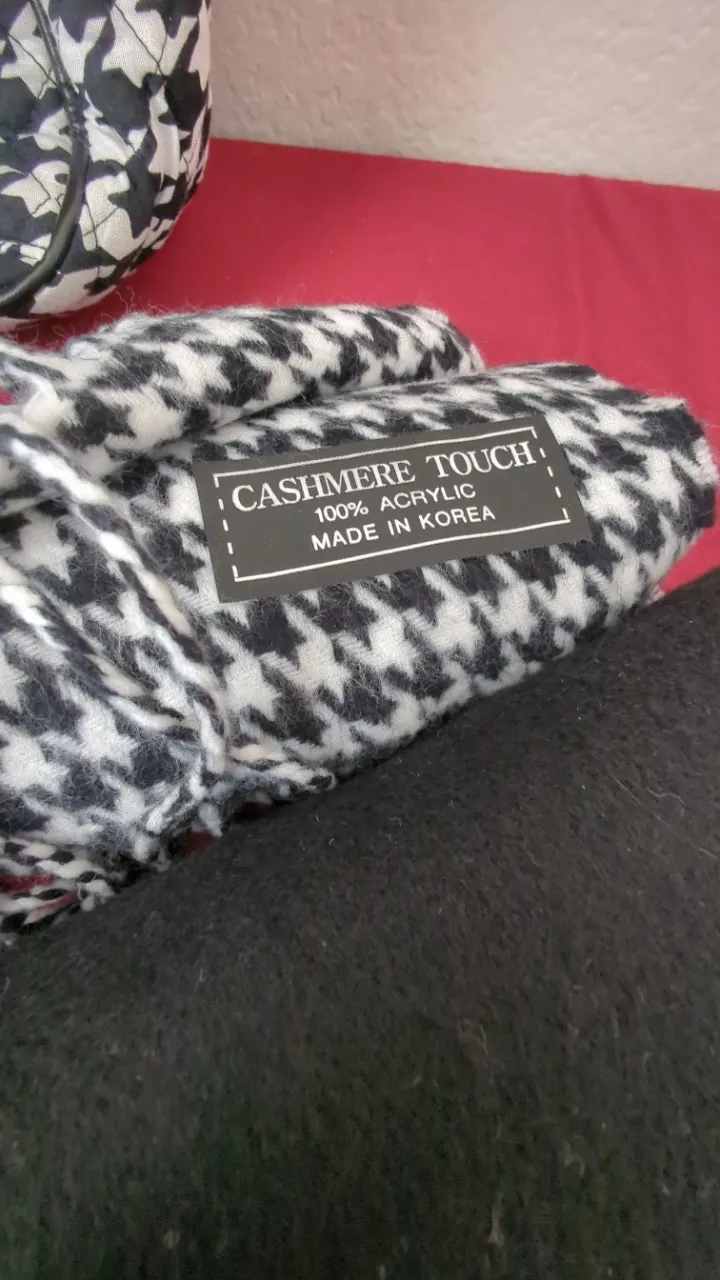 CASHMERE TOUCH
100% ACRYLIC
MADE IN KOREA